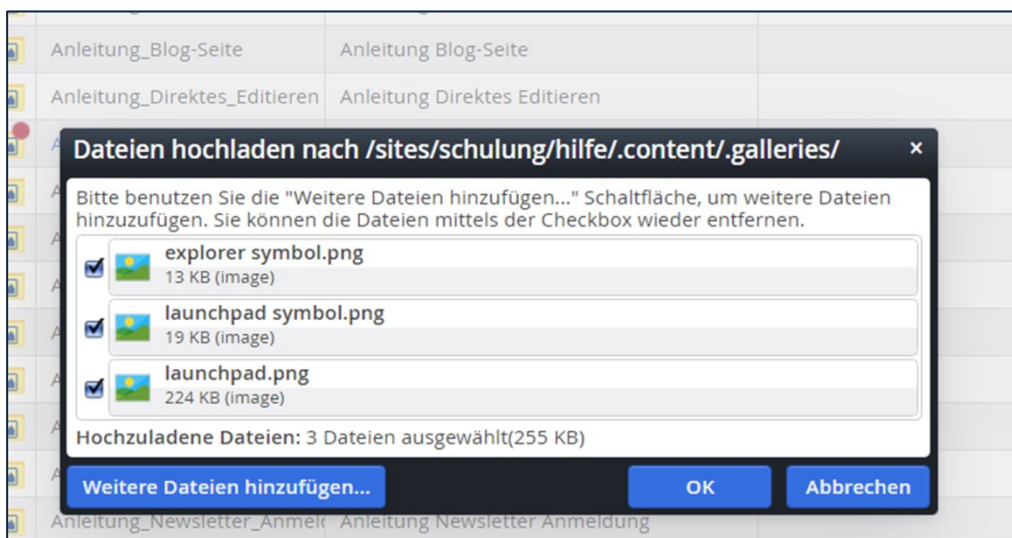 Anleitung_Blog-Seite Anleitung Blog-Seite
Anleitung_Direktes_Editieren Anleitung Direktes Editieren
Dateien hochladen nach /sites/schulung/hilfe/.content/.galleries/ ×
Bitte benutzen Sie die "Weitere Dateien hinzufügen..." Schaltfläche, um weitere Dateien
hinzuzufügen. Sie können die Dateien mittels der Checkbox wieder entfernen.
explorer symbol.png
13 KB (image)
launchpad symbol.png
19 KB (image)
launchpad.png
224 KB (image)
Hochzuladene Dateien: 3 Dateien ausgewählt(255 KB)
Weitere Dateien hinzufügen... OK Abbrechen
Anleitung Newsletter Anmeldung